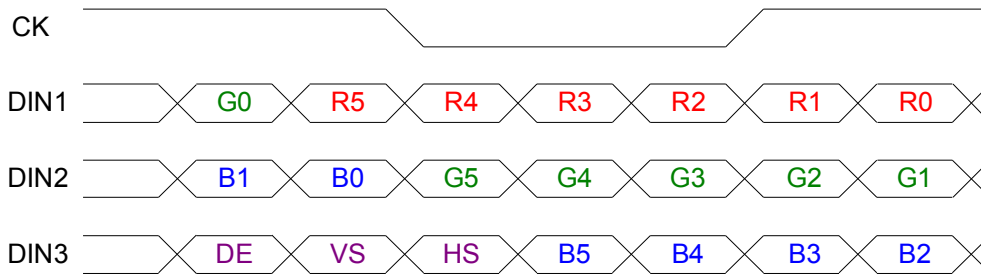 CK
DIN1 G0 R5 R4 R3 R2 R1 R0
DIN2 B1 B0 G5 G4 G3 G2 G1
DIN3 DE VS HS B5 B4 B3 B2